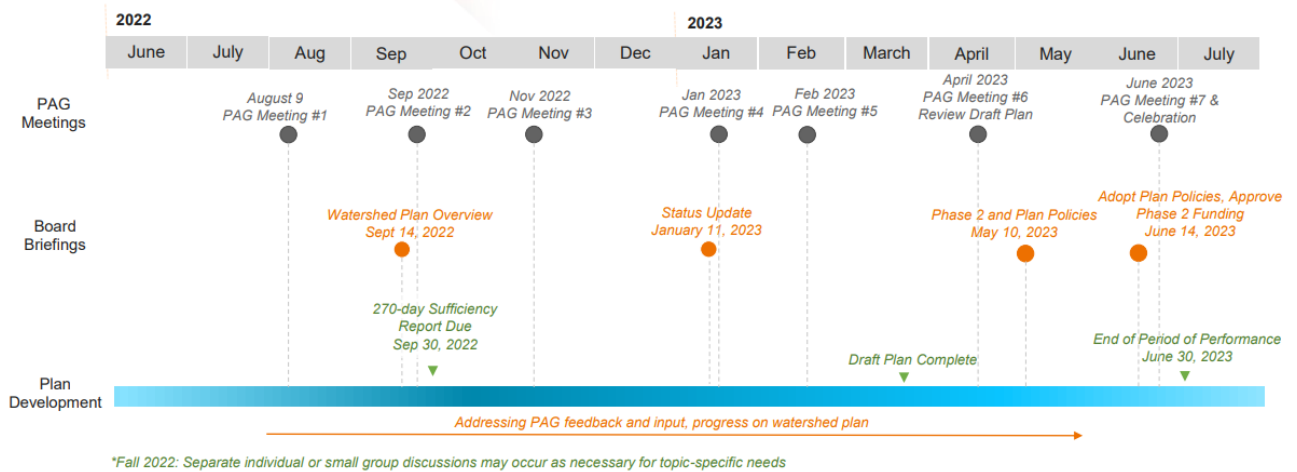 2022
2023
June
July
Aug
Sep
Oct
Nov
Dec
Jan
Feb
March
April
May
June
July
PAG
Meetings
August 9
PAG Meeting #1
Sep 2022
PAG Meeting #2
Nov 2022
PAG Meeting #3
Jan 2023
PAG Meeting #4
Feb 2023
PAG Meeting #5
April 2023
PAG Meeting #6
Review Draft Plan
June 2023
PAG Meeting #7 &
Celebration
Board
Briefings
Watershed Plan Overview
Sept 14, 2022
Status Update
January 11, 2023
Phase 2 and Plan Policies
May 10, 2023
Adopt Plan Policies, Approve
Phase 2 Funding
June 14, 2023
270-day Sufficiency
Report Due
Sep 30, 2022
Draft Plan Complete
End of Period of Performance
June 30, 2023
Plan
Development
Addressing PAG feedback and input, progress on watershed plan
*Fall 2022: Separate individual or small group discussions may occur as necessary for topic-specific needs